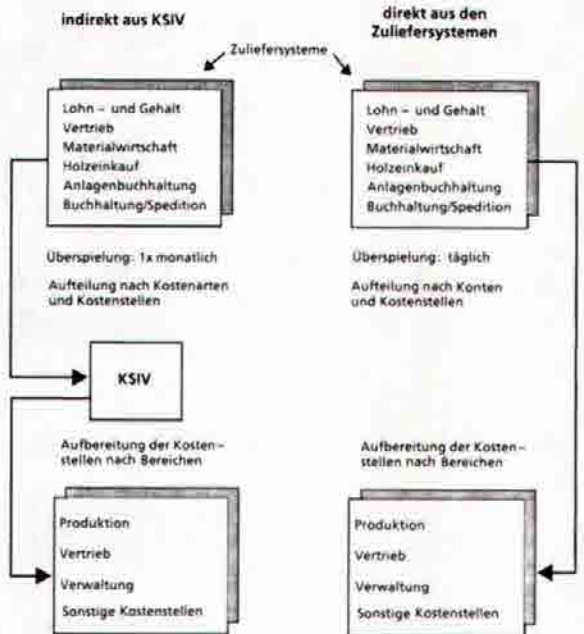 indirekt aus KSIV
direkt aus den
Zuliefersystemen
Zuliefersysteme
Lohn – und Gehalt
Vertrieb
Materialwirtschaft
Holzeinkauf
Anlagenbuchhaltung
Buchhaltung/Spedition
Überspielung: 1x monatlich
Aufteilung nach Kostenarten
und Kostenstellen
KSIV
Aufbereitung der Kosten–
stellen nach Bereichen
Produktion
Vertrieb
Verwaltung
Sonstige Kostenstellen
Lohn – und Gehalt
Vertrieb
Materialwirtschaft
Holzeinkauf
Anlagenbuchhaltung
Buchhaltung/Spedition
Überspielung: täglich
Aufteilung nach Konten
und Kostenstellen
Aufbereitung der Kosten–
stellen nach Bereichen
Produktion
Vertrieb
Verwaltung
Sonstige Kostenstellen